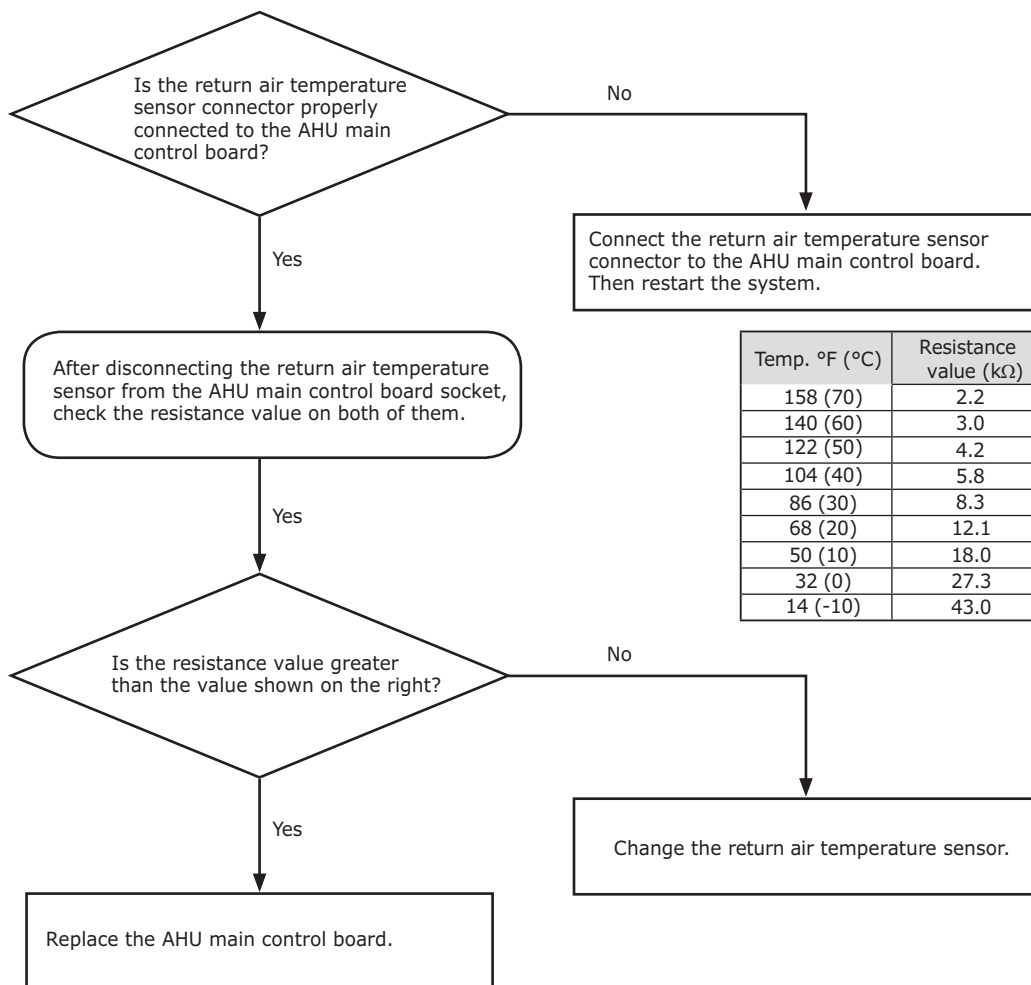 Is the return air temperature
sensor connector properly
connected to the AHU main
control board?
No
Connect the return air temperature sensor
connector to the AHU main control board.
Then restart the system.
Yes
After disconnecting the return air temperature
sensor from the AHU main control board socket,
check the resistance value on both of them.
Temp. °F (°C) Resistance value (kΩ)
158 (70) 2.2
140 (60) 3.0
122 (50) 4.2
104 (40) 5.8
86 (30) 8.3
68 (20) 12.1
50 (10) 18.0
32 (0) 27.3
14 (-10) 43.0
Yes
Is the resistance value greater
than the value shown on the right?
No
Change the return air temperature sensor.
Yes
Replace the AHU main control board.